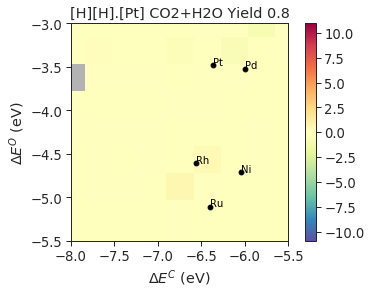 [H][H].[Pt] CO2+H2O Yield 0.8
−3.0
−3.5
−4.0
−4.5
−5.0
−5.5
ΔE^O (eV)
Pt
Pd
Rh
Ni
Ru
−8.0 −7.5 −7.0 −6.5 −6.0 −5.5
ΔE^C (eV)
10.0
7.5
5.0
2.5
0.0
−2.5
−5.0
−7.5
−10.0